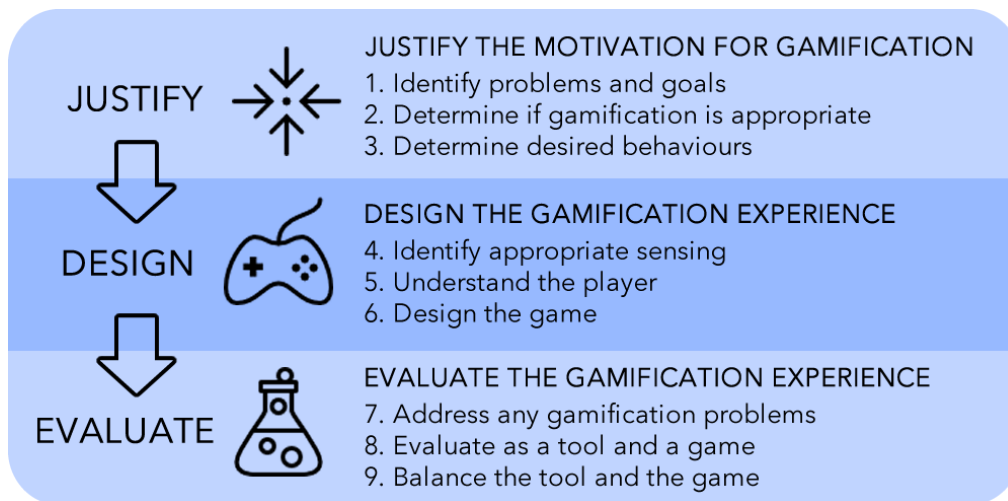 JUSTIFY
JUSTIFY THE MOTIVATION FOR GAMIFICATION
1. Identify problems and goals
2. Determine if gamification is appropriate
3. Determine desired behaviours
DESIGN
DESIGN THE GAMIFICATION EXPERIENCE
4. Identify appropriate sensing
5. Understand the player
6. Design the game
EVALUATE
EVALUATE THE GAMIFICATION EXPERIENCE
7. Address any gamification problems
8. Evaluate as a tool and a game
9. Balance the tool and the game